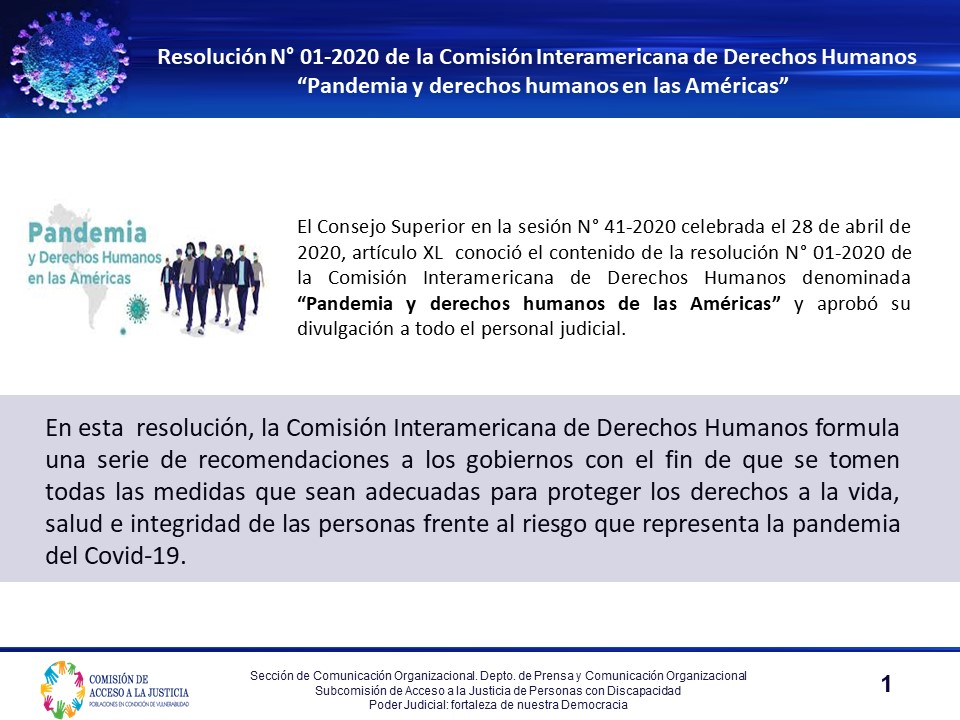 Resolución N° 01-2020 de la Comisión Interamericana de Derechos Humanos
“Pandemia y derechos humanos en las Américas”
Pandemia
y Derechos Humanos
en las Américas
El Consejo Superior en la sesión N° 41-2020 celebrada el 28 de abril de
2020, artículo XL conoció el contenido de la resolución N° 01-2020 de
la Comisión Interamericana de Derechos Humanos denominada
“Pandemia y derechos humanos de las Américas” y aprobó su
divulgación a todo el personal judicial.
En esta resolución, la Comisión Interamericana de Derechos Humanos formula
una serie de recomendaciones a los gobiernos con el fin de que se tomen
todas las medidas que sean adecuadas para proteger los derechos a la vida,
salud e integridad de las personas frente al riesgo que representa la pandemia
del Covid-19.
COMISIÓN DE
ACCESO A LA JUSTICIA
POBLACIONES EN CONDICIÓN DE VULNERABILIDAD
Sección de Comunicación Organizacional. Depto. de Prensa y Comunicación Organizacional
Subcomisión de Acceso a la Justicia de Personas con Discapacidad
Poder Judicial: fortaleza de nuestra Democracia
1